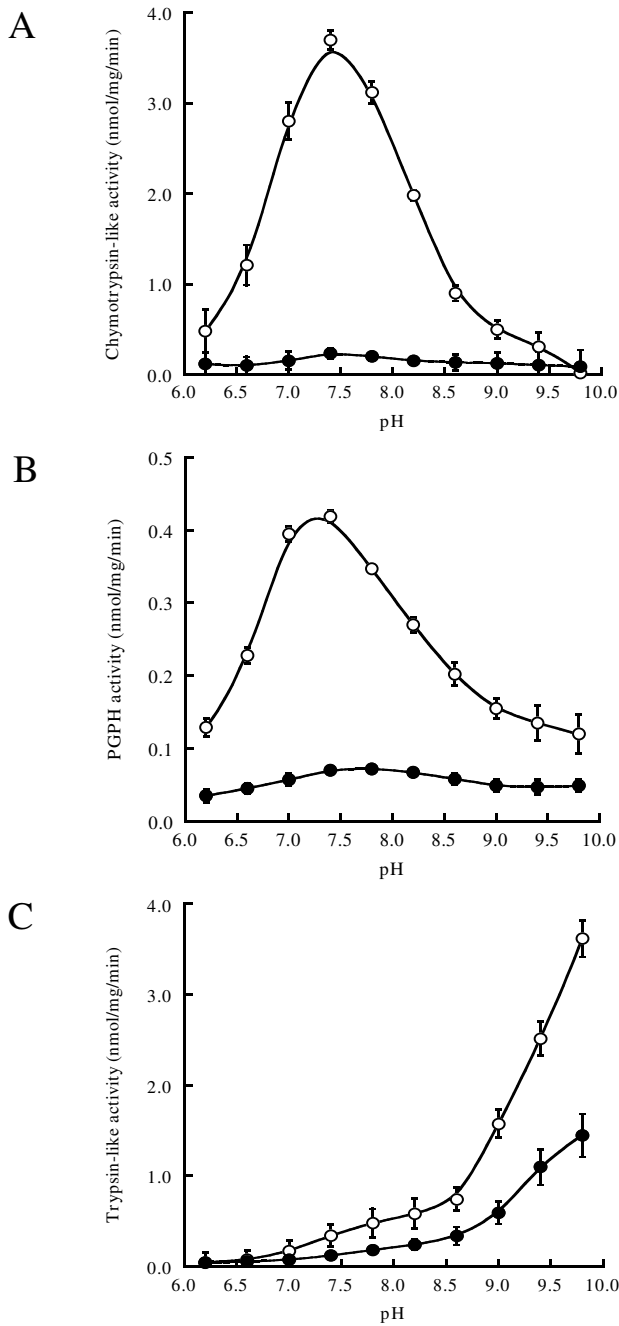 A
Chymotrypsin-like activity (nmol/mg/min)
4.0
3.0
2.0
1.0
0.0
6.0 6.5 7.0 7.5 8.0 8.5 9.0 9.5 10.0
pH
B
PGPH activity (nmol/mg/min)
0.5
0.4
0.3
0.2
0.1
0.0
6.0 6.5 7.0 7.5 8.0 8.5 9.0 9.5 10.0
pH
C
Trypsin-like activity (nmol/mg/min)
4.0
3.0
2.0
1.0
0.0
6.0 6.5 7.0 7.5 8.0 8.5 9.0 9.5 10.0
pH